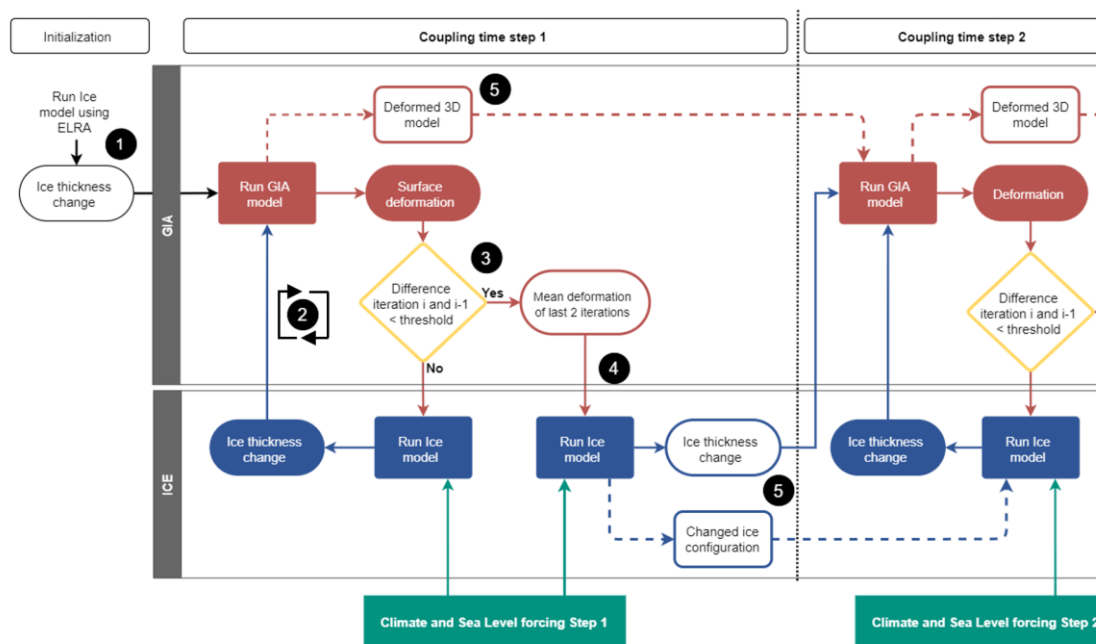 Initialization
Coupling time step 1
Coupling time step 2
Run Ice
model using
ELRA
1
Ice thickness
change
GIA
Deformed 3D
model
5
Run GIA
model
Surface
deformation
3
Difference
iteration i and i-1
< threshold
Yes
No
Mean deformation
of last 2 iterations
2
4
Deformed 3D
model
Run GIA
model
Deformation
Difference
iteration i and i-1
< threshold
ICE
Ice thickness
change
Run Ice
model
Run Ice
model
Ice thickness
change
5
Changed ice
configuration
Ice thickness
change
Run Ice
model
Climate and Sea Level forcing Step 1
Climate and Sea Level forcing Step 2